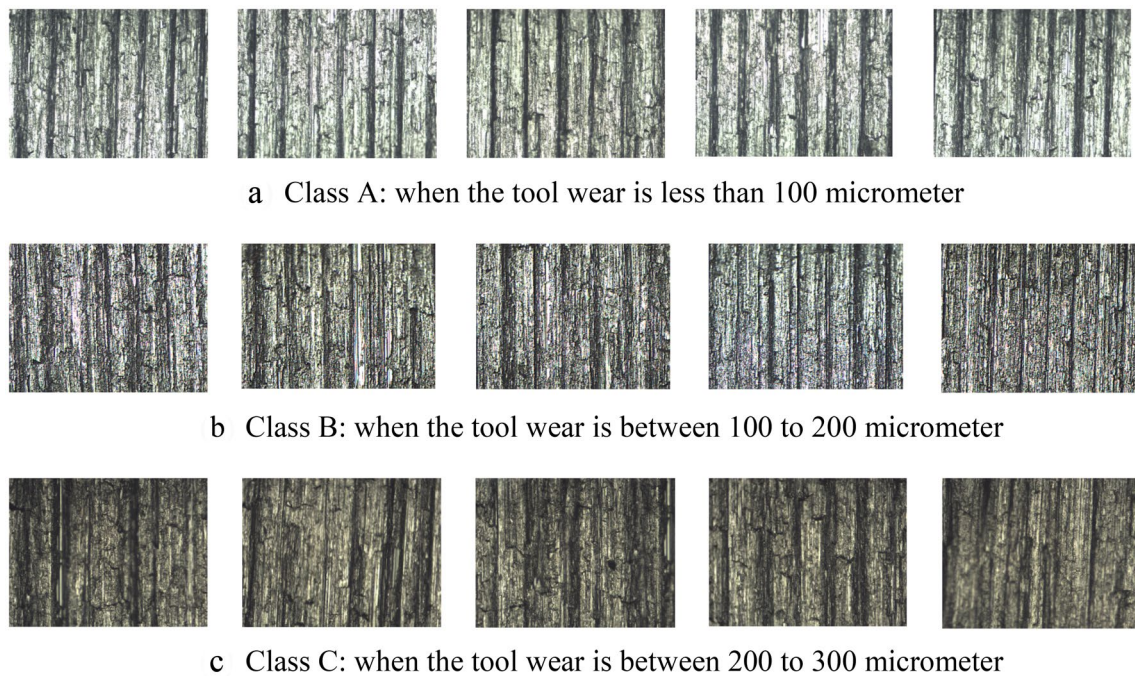 a Class A: when the tool wear is less than 100 micrometer
b Class B: when the tool wear is between 100 to 200 micrometer
c Class C: when the tool wear is between 200 to 300 micrometer